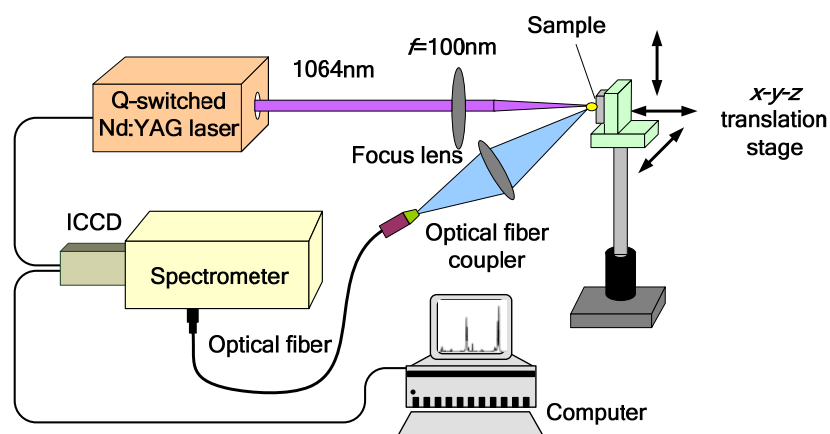 Sample
f=100nm
1064nm
Q-switched
Nd:YAG laser
x-y-z
translation
stage
Focus lens
ICCD
Optical fiber
coupler
Spectrometer
Optical fiber
Computer